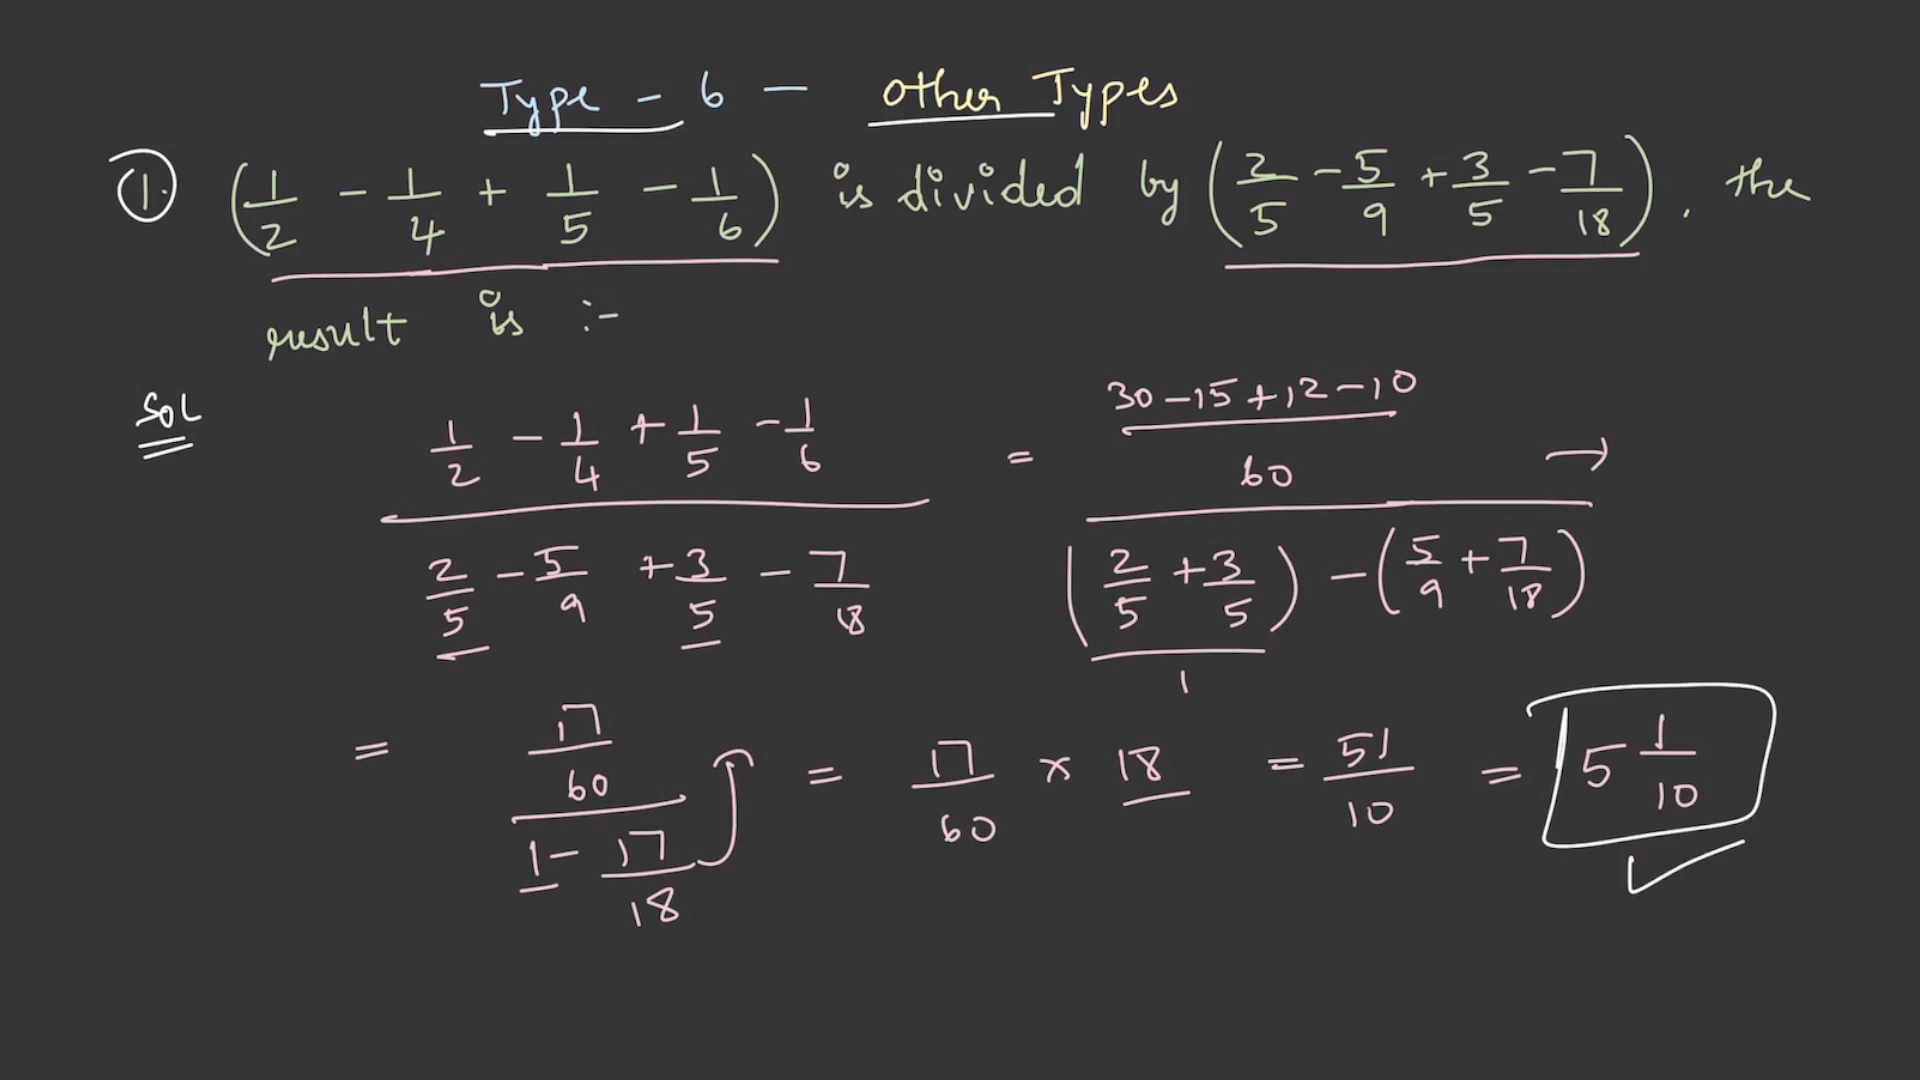 Type - 6 - Other Types
① (1/2 - 1/4 + 1/5 - 1/6) is divided by (2/5 - 5/9 + 3/5 - 7/18), the
result is :-
Sol
(1/2 - 1/4 + 1/5 - 1/6) / (2/5 - 5/9 + 3/5 - 7/18) = ((30 - 15 + 12 - 10)/60) / ((2/5 + 3/5) - (5/9 + 7/18)) →
1
= (17/60) / (1 - 17/18) = 17/60 × 18 = 51/10 = 5 1/10